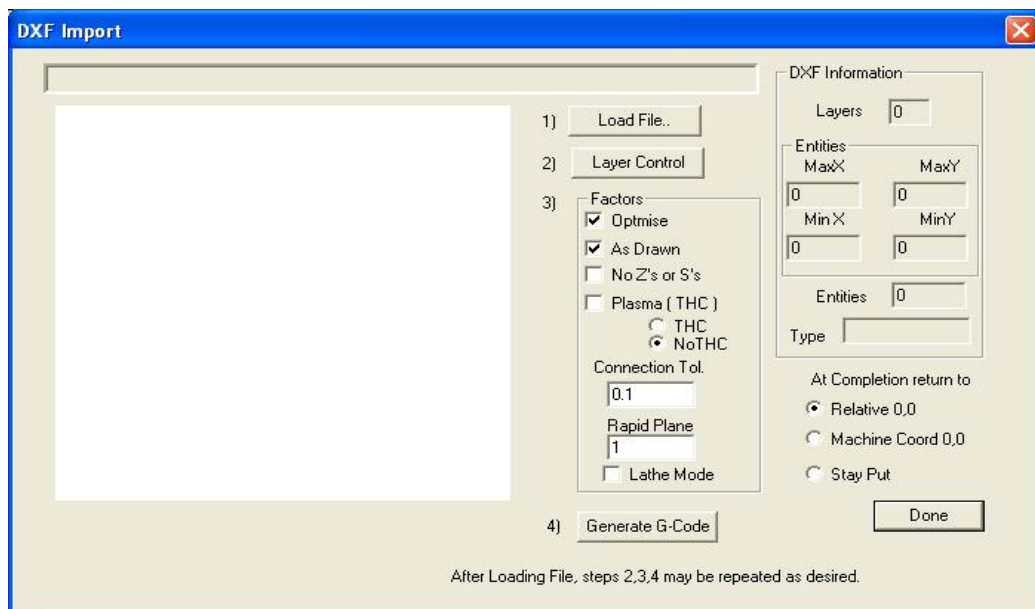 DXF Import
1) Load File..
2) Layer Control
3) Factors
Optmise
As Drawn
No Z's or S's
Plasma ( THC )
THC
NoTHC
Connection Tol.
0.1
Rapid Plane
1
Lathe Mode
4) Generate G-Code
DXF Information
Layers 0
Entities
MaxX MaxY
0 0
Min X MinY
0 0
Entities 0
Type
At Completion return to
Relative 0,0
Machine Coord 0,0
Stay Put
Done
After Loading File, steps 2,3,4 may be repeated as desired.